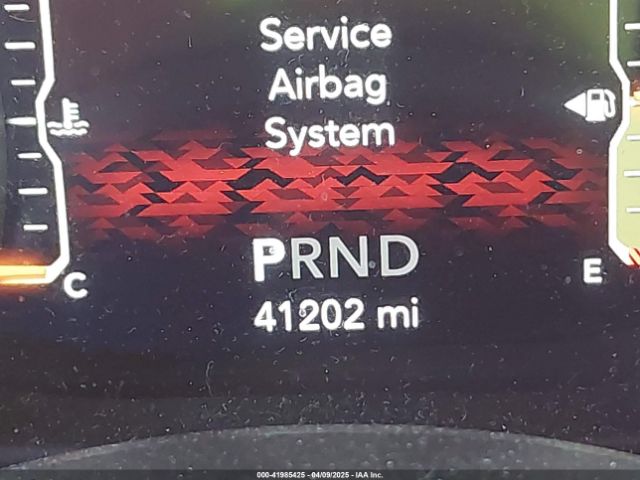 Service
Airbag
System
PRND
C
E
41202 mi
000-41985425 - 04/09/2025 - IAA Inc.